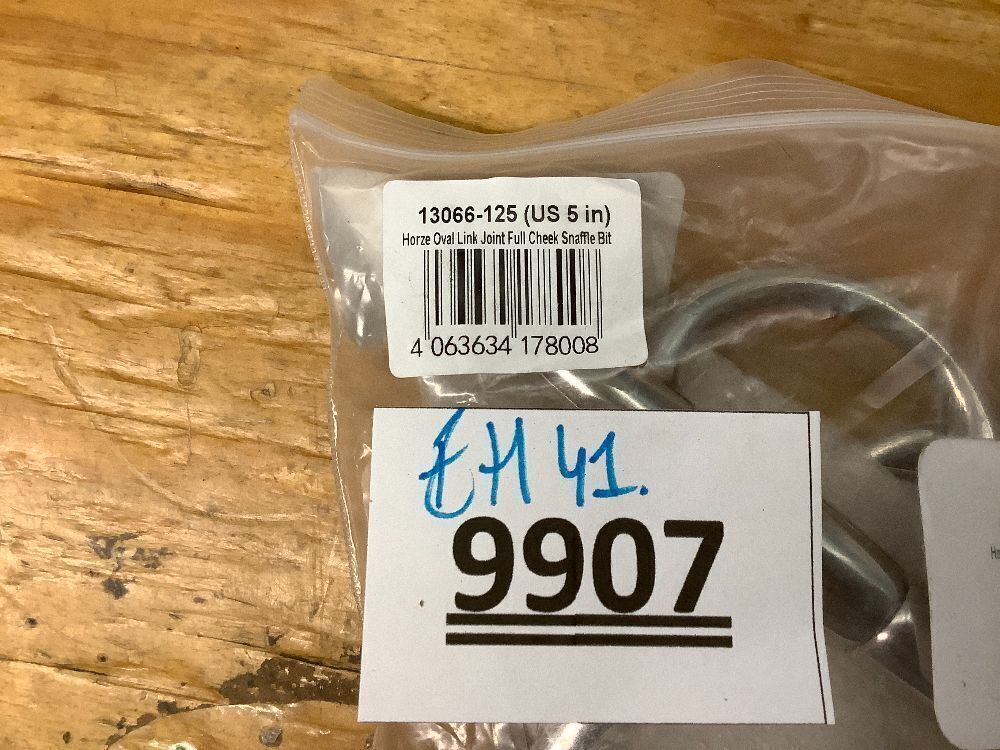 13066-125 (US 5 in)
Horze Oval Link Joint Full Cheek Snaffle Bit
4 063634 178008
EH 41.
9907